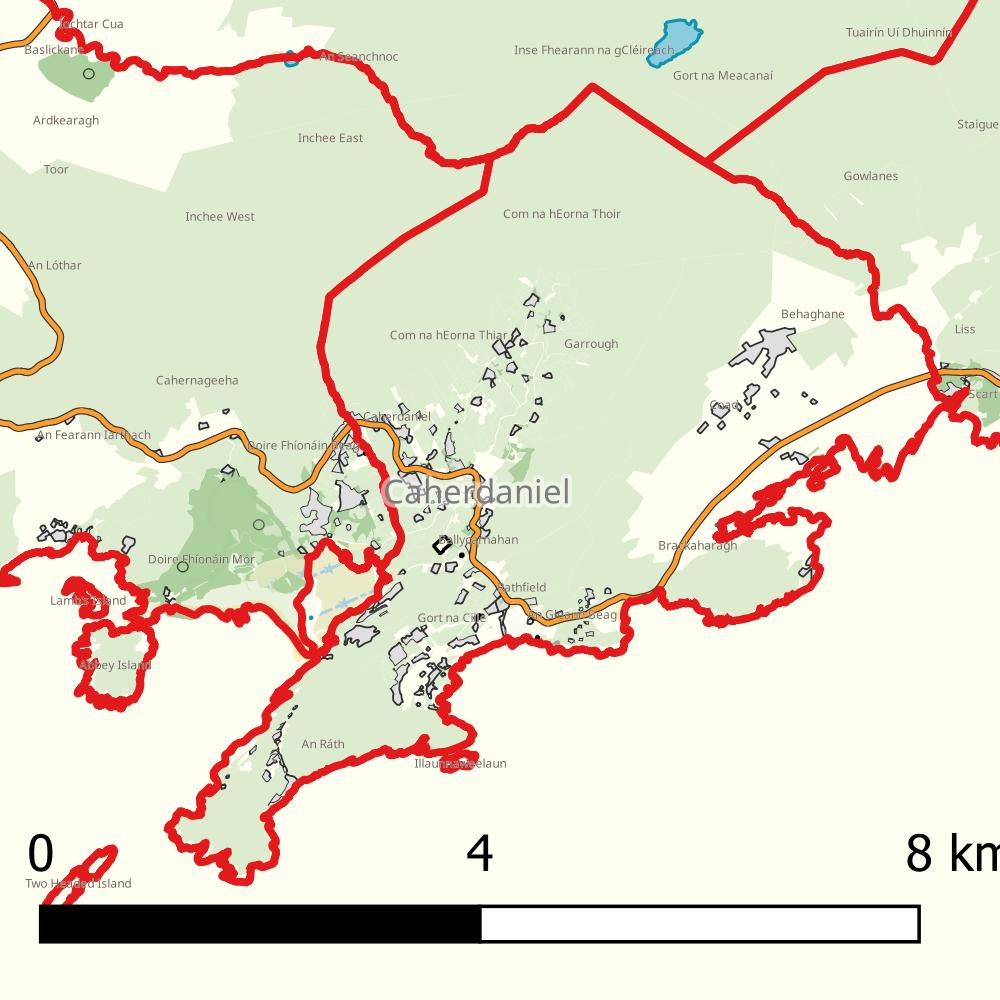 Íochtar Cua
Tuairín Uí Dhuinnín
Baslickane
Inse Fhearann na gCléireach
An Seanchnoc
Gort na Meacanaí
Ardkearagh
Staigue
Inchee East
Toor
Gowlanes
Inchee West
Com na hEorna Thoir
An Lóthar
Behaghane
Liss
Com na hEorna Thiar
Garrough
Cahernageeha
Scart
Coad
Caherdaniel
An Fearann Iarthach
Doire Fhíonáin Beag
Caherdaniel
Ballycarnahan
Brackaharagh
Doire Fhíonáin Mór
Rathfield
Lamb's Island
An Gleann Beag
Gort na Cille
Abbey Island
An Ráth
Illaunnaweelaun
0 4 8 km
Two Headed Island